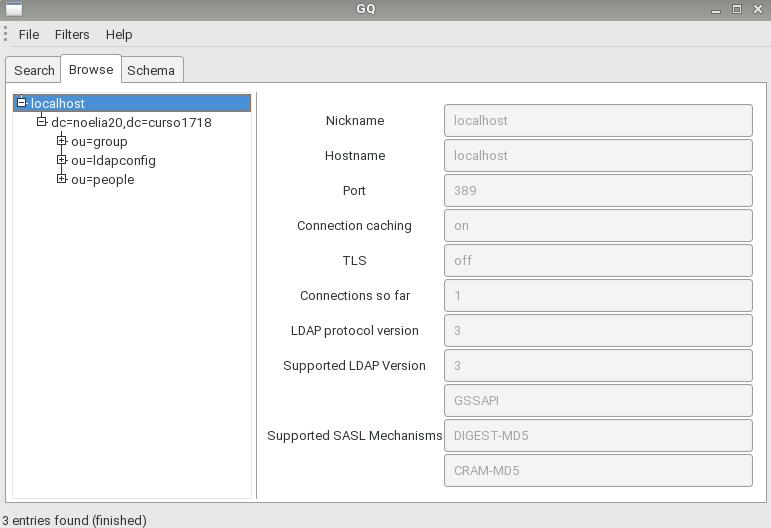 GQ
File Filters Help
Search Browse Schema
localhost
dc=noelia20,dc=curso1718
ou=group
ou=ldapconfig
ou=people
Nickname localhost
Hostname localhost
Port 389
Connection caching on
TLS off
Connections so far 1
LDAP protocol version 3
Supported LDAP Version 3
GSSAPI
Supported SASL Mechanisms DIGEST-MD5
CRAM-MD5
3 entries found (finished)